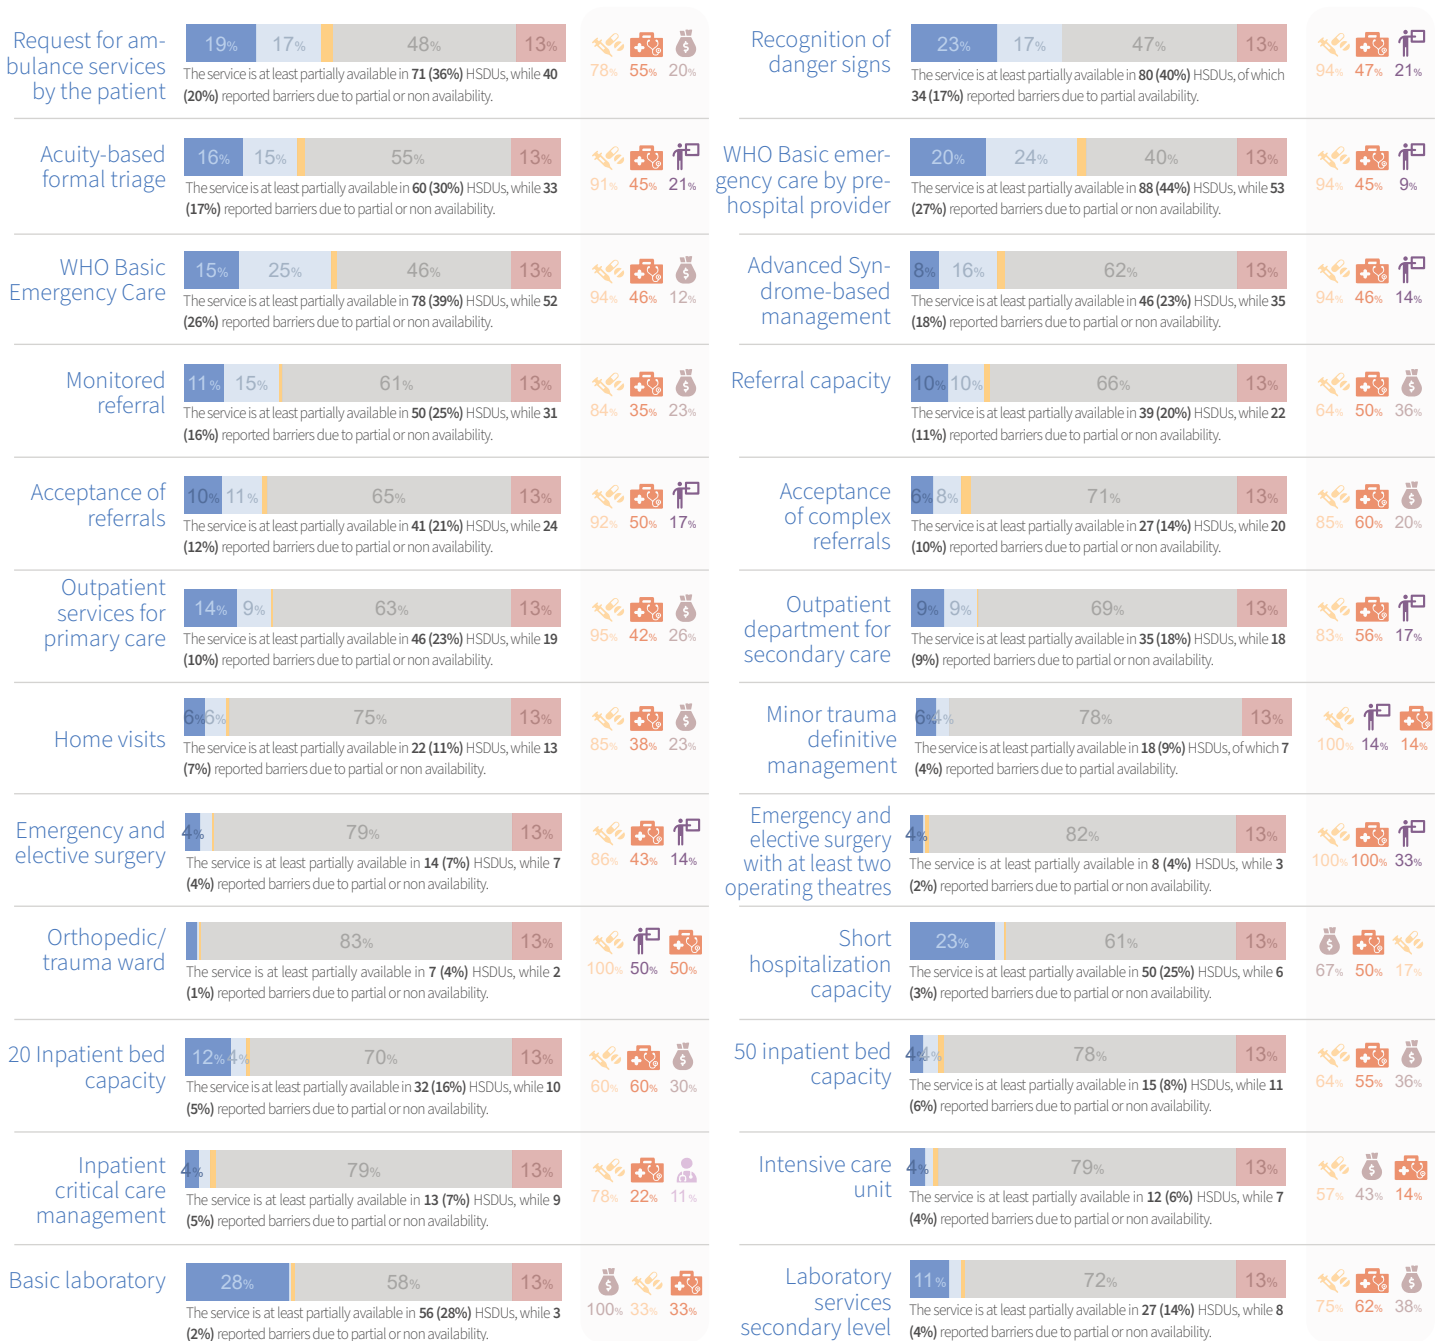 Request for am-
bulance services
by the patient
19% 17% 48% 13%
The service is at least partially available in 71 (36%) HSDUs, while 40
(20%) reported barriers due to partial or non availability.
78% 55% 20%
Recognition of
danger signs
23% 17% 47% 13%
The service is at least partially available in 80 (40%) HSDUs, of which
34 (17%) reported barriers due to partial availability.
94% 47% 21%
Acuity-based
formal triage
16% 15% 55% 13%
The service is at least partially available in 60 (30%) HSDUs, while 33
(17%) reported barriers due to partial or non availability.
91% 45% 21%
WHO Basic emer-
gency care by pre-
hospital provider
20% 24% 40% 13%
The service is at least partially available in 88 (44%) HSDUs, while 53
(27%) reported barriers due to partial or non availability.
94% 45% 9%
WHO Basic
Emergency Care
15% 25% 46% 13%
The service is at least partially available in 78 (39%) HSDUs, while 52
(26%) reported barriers due to partial or non availability.
94% 46% 12%
Advanced Syn-
drome-based
management
8% 16% 62% 13%
The service is at least partially available in 46 (23%) HSDUs, while 35
(18%) reported barriers due to partial or non availability.
94% 46% 14%
Monitored
referral
11% 15% 61% 13%
The service is at least partially available in 50 (25%) HSDUs, while 31
(16%) reported barriers due to partial or non availability.
84% 35% 23%
Referral capacity
10% 10% 66% 13%
The service is at least partially available in 39 (20%) HSDUs, while 22
(11%) reported barriers due to partial or non availability.
64% 50% 36%
Acceptance of
referrals
10% 11% 65% 13%
The service is at least partially available in 41 (21%) HSDUs, while 24
(12%) reported barriers due to partial or non availability.
92% 50% 17%
Acceptance
of complex
referrals
6% 8% 71% 13%
The service is at least partially available in 27 (14%) HSDUs, while 20
(10%) reported barriers due to partial or non availability.
85% 60% 20%
Outpatient
services for
primary care
14% 9% 63% 13%
The service is at least partially available in 46 (23%) HSDUs, while 19
(10%) reported barriers due to partial or non availability.
95% 42% 26%
Outpatient
department for
secondary care
9% 9% 69% 13%
The service is at least partially available in 35 (18%) HSDUs, while 18
(9%) reported barriers due to partial or non availability.
83% 56% 17%
Home visits
6% 6% 75% 13%
The service is at least partially available in 22 (11%) HSDUs, while 13
(7%) reported barriers due to partial or non availability.
85% 38% 23%
Minor trauma
definitive
management
6% 4% 78% 13%
The service is at least partially available in 18 (9%) HSDUs, of which 7
(4%) reported barriers due to partial availability.
100% 14% 14%
Emergency and
elective surgery
4% 79% 13%
The service is at least partially available in 14 (7%) HSDUs, while 7
(4%) reported barriers due to partial or non availability.
86% 43% 14%
Emergency and
elective surgery
with at least two
operating theatres
4% 82% 13%
The service is at least partially available in 8 (4%) HSDUs, while 3
(2%) reported barriers due to partial or non availability.
100% 100% 33%
Orthopedic/
trauma ward
83% 13%
The service is at least partially available in 7 (4%) HSDUs, while 2
(1%) reported barriers due to partial or non availability.
100% 50% 50%
Short
hospitalization
capacity
23% 61% 13%
The service is at least partially available in 50 (25%) HSDUs, while 6
(3%) reported barriers due to partial or non availability.
67% 50% 17%
20 Inpatient bed
capacity
12% 4% 70% 13%
The service is at least partially available in 32 (16%) HSDUs, while 10
(5%) reported barriers due to partial or non availability.
60% 60% 30%
50 inpatient bed
capacity
4% 4% 78% 13%
The service is at least partially available in 15 (8%) HSDUs, while 11
(6%) reported barriers due to partial or non availability.
64% 55% 36%
Inpatient
critical care
management
4% 79% 13%
The service is at least partially available in 13 (7%) HSDUs, while 9
(5%) reported barriers due to partial or non availability.
78% 22% 11%
Intensive care
unit
4% 79% 13%
The service is at least partially available in 12 (6%) HSDUs, while 7
(4%) reported barriers due to partial or non availability.
57% 43% 14%
Basic laboratory
28% 58% 13%
The service is at least partially available in 56 (28%) HSDUs, while 3
(2%) reported barriers due to partial or non availability.
100% 33% 33%
Laboratory
services
secondary level
11% 72% 13%
The service is at least partially available in 27 (14%) HSDUs, while 8
(4%) reported barriers due to partial or non availability.
75% 62% 38%